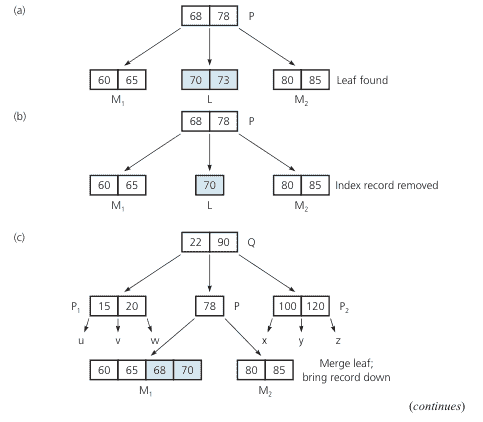 (a)
68 78 P
60 65 70 73 80 85 Leaf found
M1 L M2
(b)
68 78 P
60 65 70 80 85 Index record removed
M1 L M2
(c)
22 90 Q
P1 15 20 78 P 100 120 P2
u v w x y z
60 65 68 70 80 85 Merge leaf;
bring record down
M1 M2
(continues)